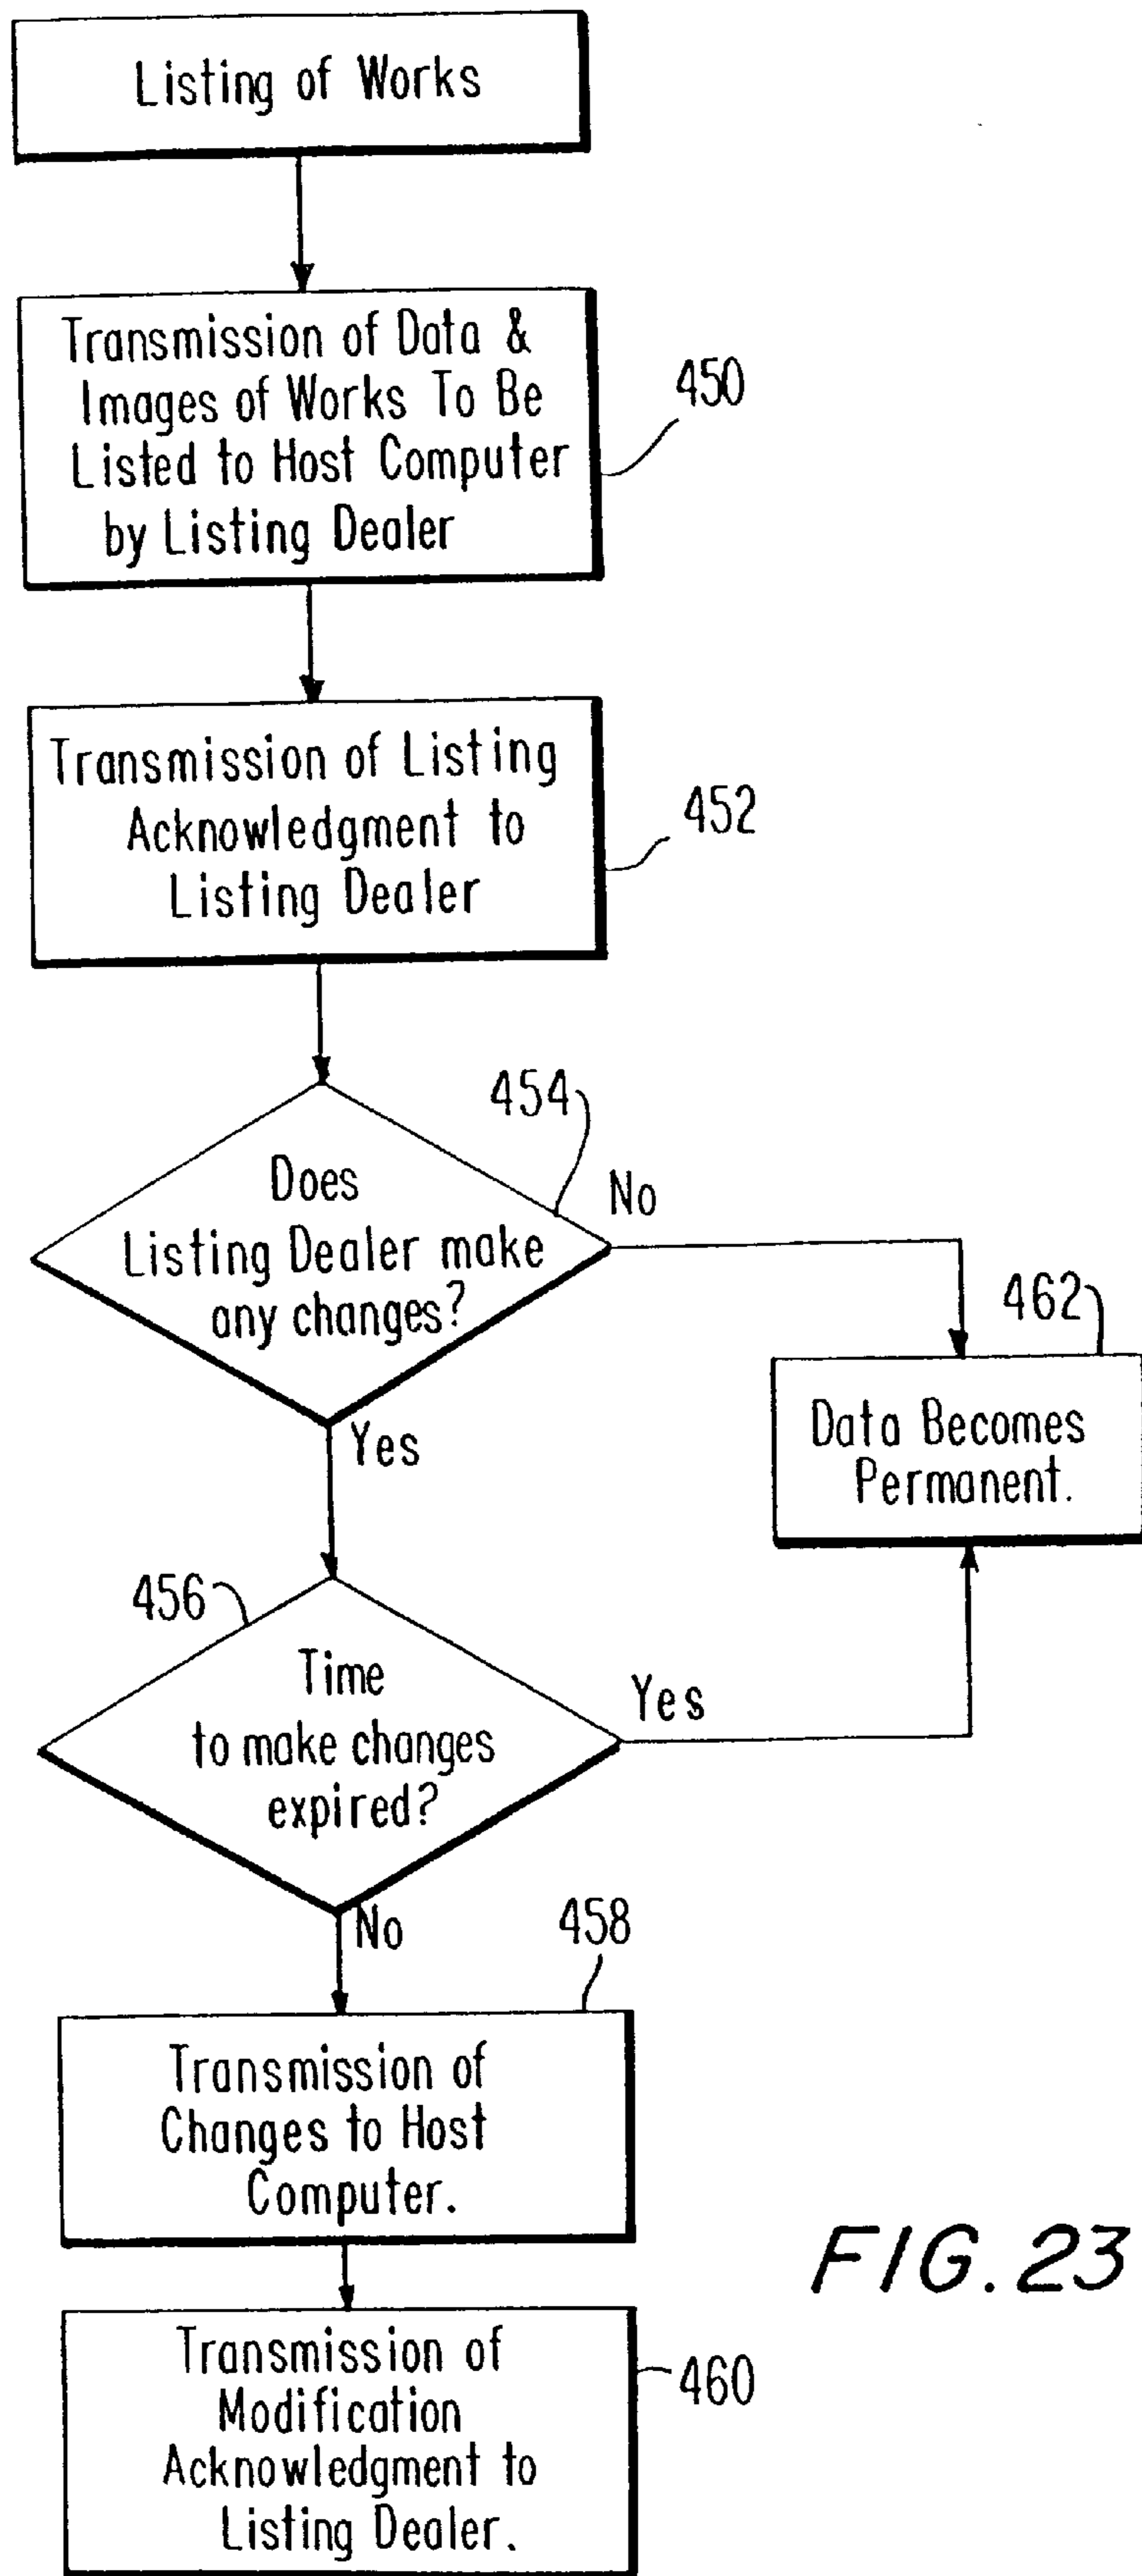 Listing of Works
Transmission of Data &
Images of Works To Be
Listed to Host Computer
by Listing Dealer
450
Transmission of Listing
Acknowledgment to
Listing Dealer
452
454
Does
Listing Dealer make
any changes?
No
Yes
462
Data Becomes
Permanent.
456
Time
to make changes
expired?
Yes
No
458
Transmission of
Changes to Host
Computer.
Transmission of
Modification
Acknowledgment to
Listing Dealer.
460
FIG. 23